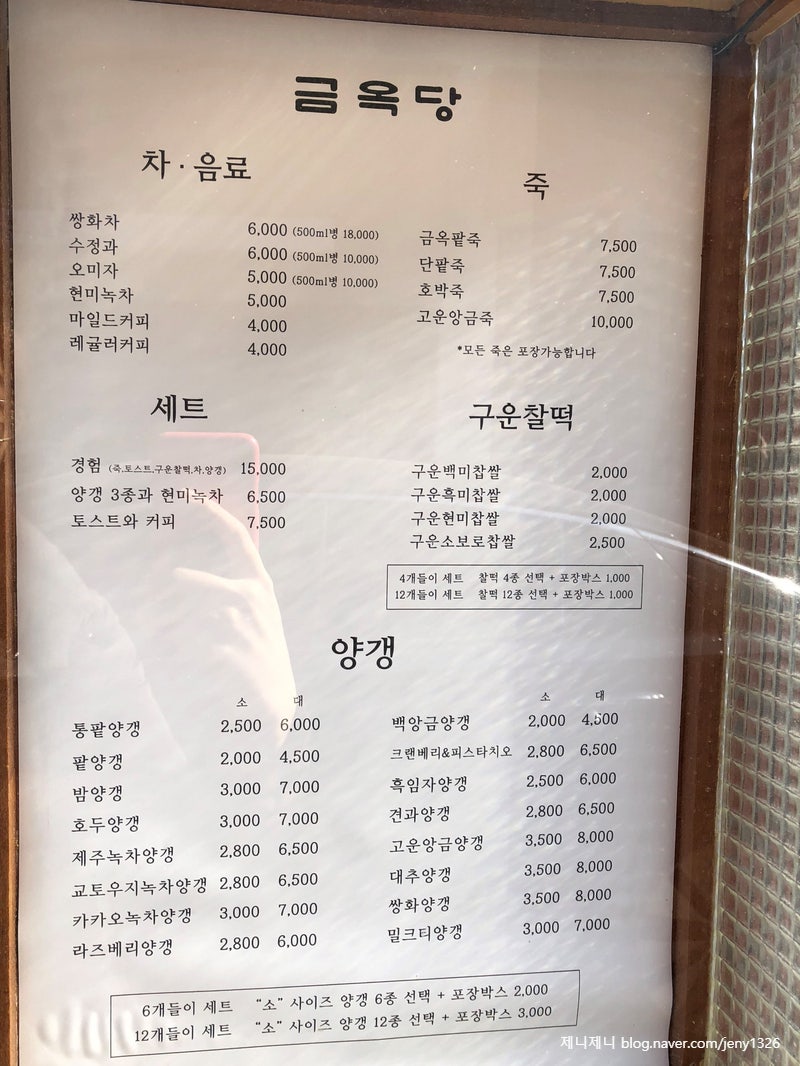 금옥당
차 · 음료
쌍화차 6,000 (500ml병 18,000)
수정과 6,000 (500ml병 10,000)
오미자 5,000 (500ml병 10,000)
현미녹차 5,000
마일드커피 4,000
레귤러커피 4,000
죽
금옥팥죽 7,500
단팥죽 7,500
호박죽 7,500
고운앙금죽 10,000
*모든 죽은 포장가능합니다
세트
경험 (죽,토스트,구운찰떡,차,양갱) 15,000
양갱 3종과 현미녹차 6,500
토스트와 커피 7,500
구운찰떡
구운백미찹쌀 2,000
구운흑미찹쌀 2,000
구운현미찹쌀 2,000
구운소보로찹쌀 2,500
4개들이 세트 찰떡 4종 선택 + 포장박스 1,000
12개들이 세트 찰떡 12종 선택 + 포장박스 1,000
양갱
소 대
통팥양갱 2,500 6,000
팥양갱 2,000 4,500
밤양갱 3,000 7,000
호두양갱 3,000 7,000
제주녹차양갱 2,800 6,500
교토우지녹차양갱 2,800 6,500
카카오녹차양갱 3,000 7,000
라즈베리양갱 2,800 6,000
소 대
백앙금양갱 2,000 4,500
크랜베리&피스타치오 2,800 6,500
흑임자양갱 2,500 6,000
견과양갱 2,800 6,500
고운앙금양갱 3,500 8,000
대추양갱 3,500 8,000
쌍화양갱 3,500 8,000
밀크티양갱 3,000 7,000
6개들이 세트 “소” 사이즈 양갱 6종 선택 + 포장박스 2,000
12개들이 세트 “소” 사이즈 양갱 12종 선택 + 포장박스 3,000
제니제니 blog.naver.com/jeny1326